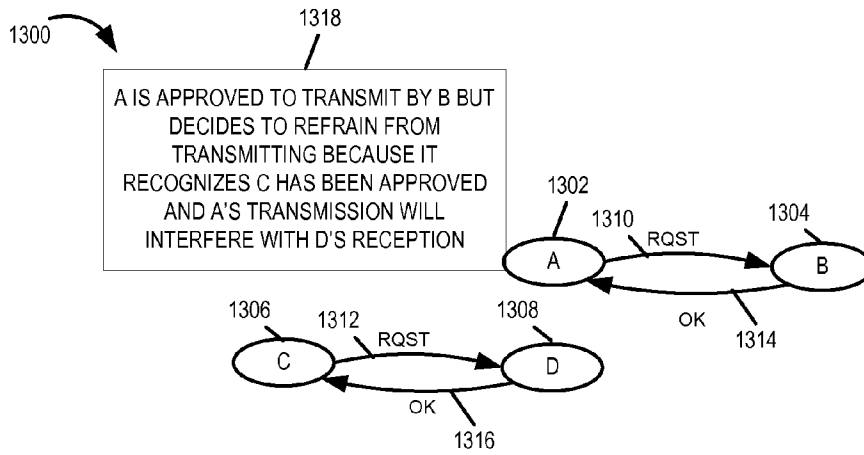 1300
1318
A IS APPROVED TO TRANSMIT BY B BUT
DECIDES TO REFRAIN FROM
TRANSMITTING BECAUSE IT
RECOGNIZES C HAS BEEN APPROVED
AND A'S TRANSMISSION WILL
INTERFERE WITH D'S RECEPTION
1302
1310
RQST
1304
A
B
OK
1314
1306
1312
RQST
1308
C
D
OK
1316